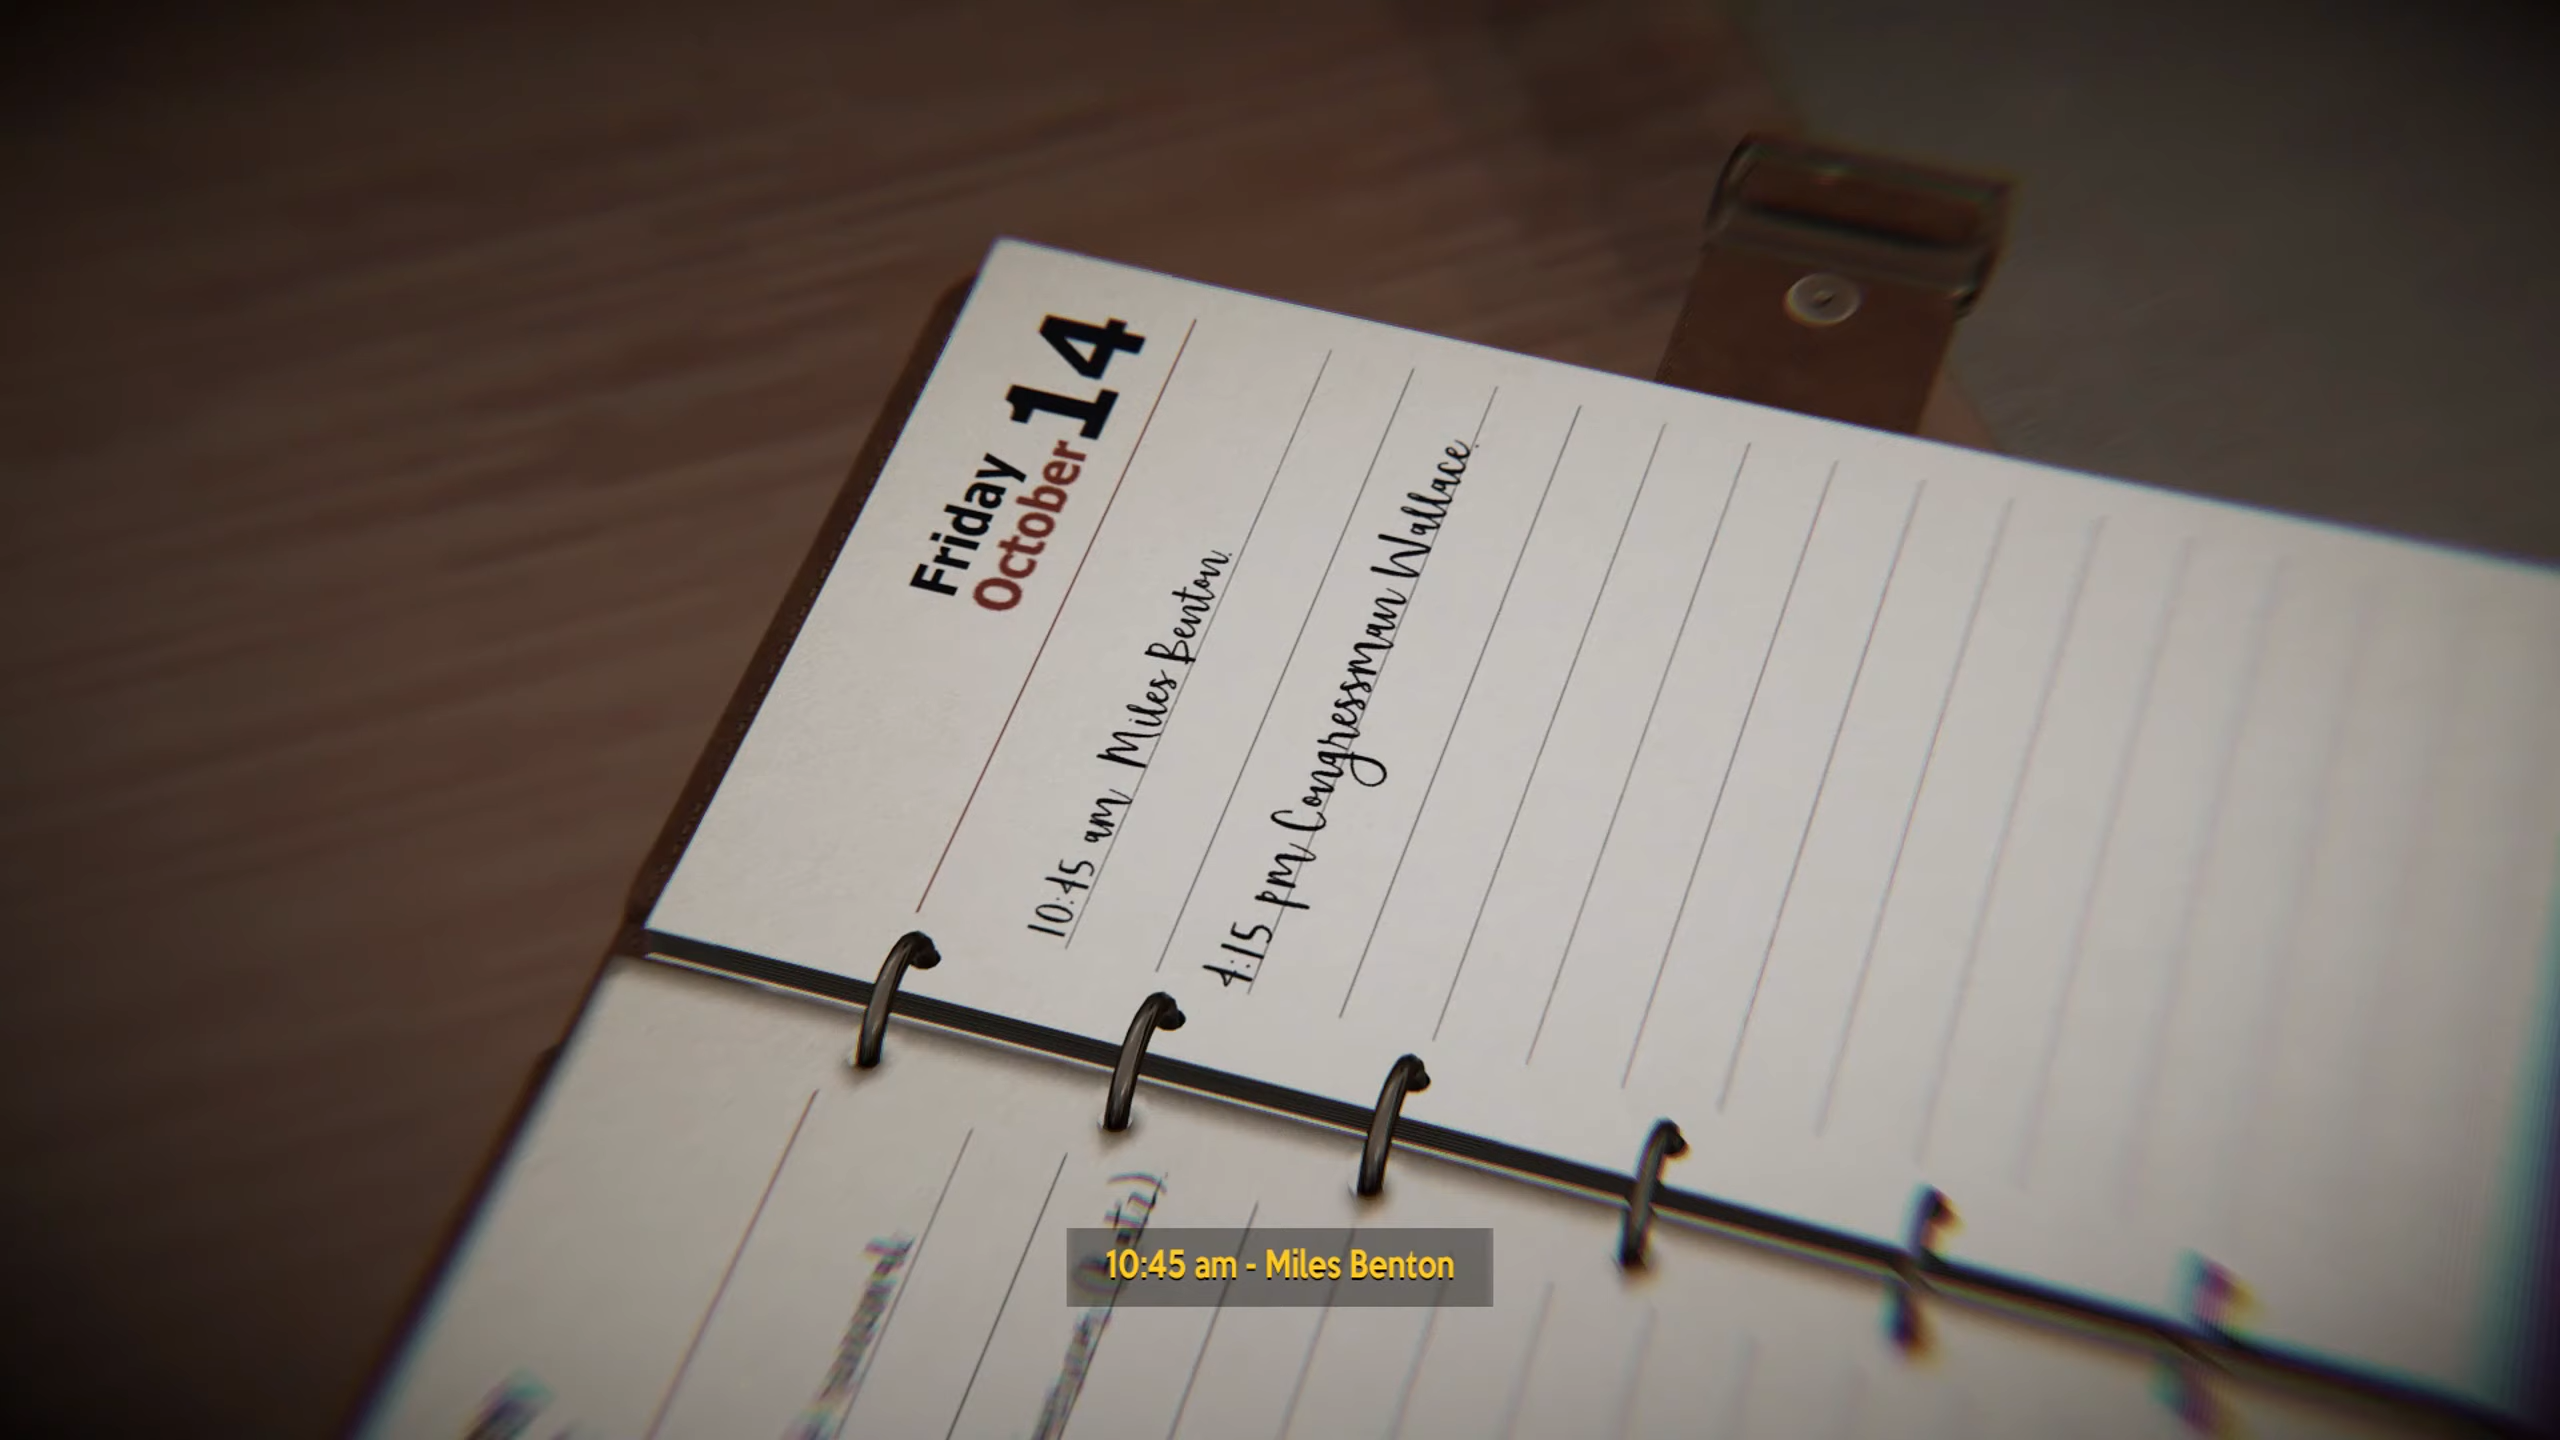 Friday
October 14
10:45 am Miles Benton.
4:15 pm Congressman Wallace.
10:45 am - Miles Benton